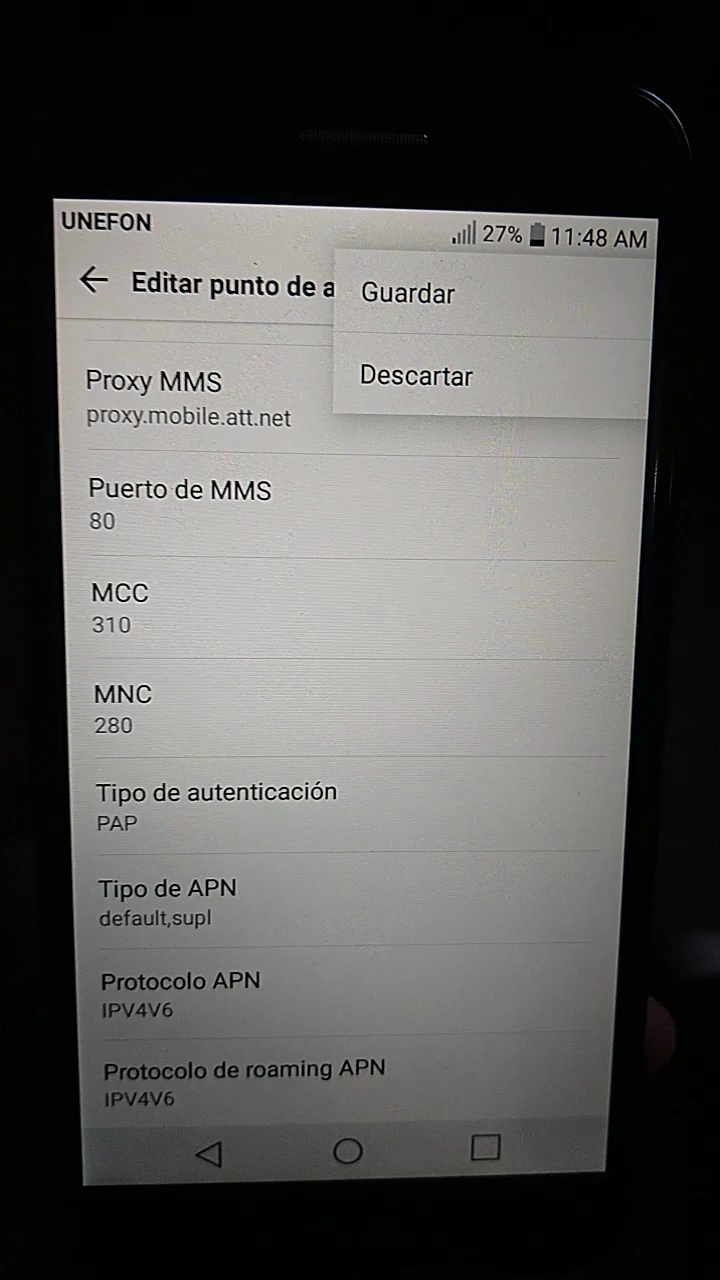 UNEFON
27%
11:48 AM
Editar punto de a
Guardar
Descartar
Proxy MMS
proxy.mobile.att.net
Puerto de MMS
80
MCC
310
MNC
280
Tipo de autenticación
PAP
Tipo de APN
default,supl
Protocolo APN
IPV4V6
Protocolo de roaming APN
IPV4V6